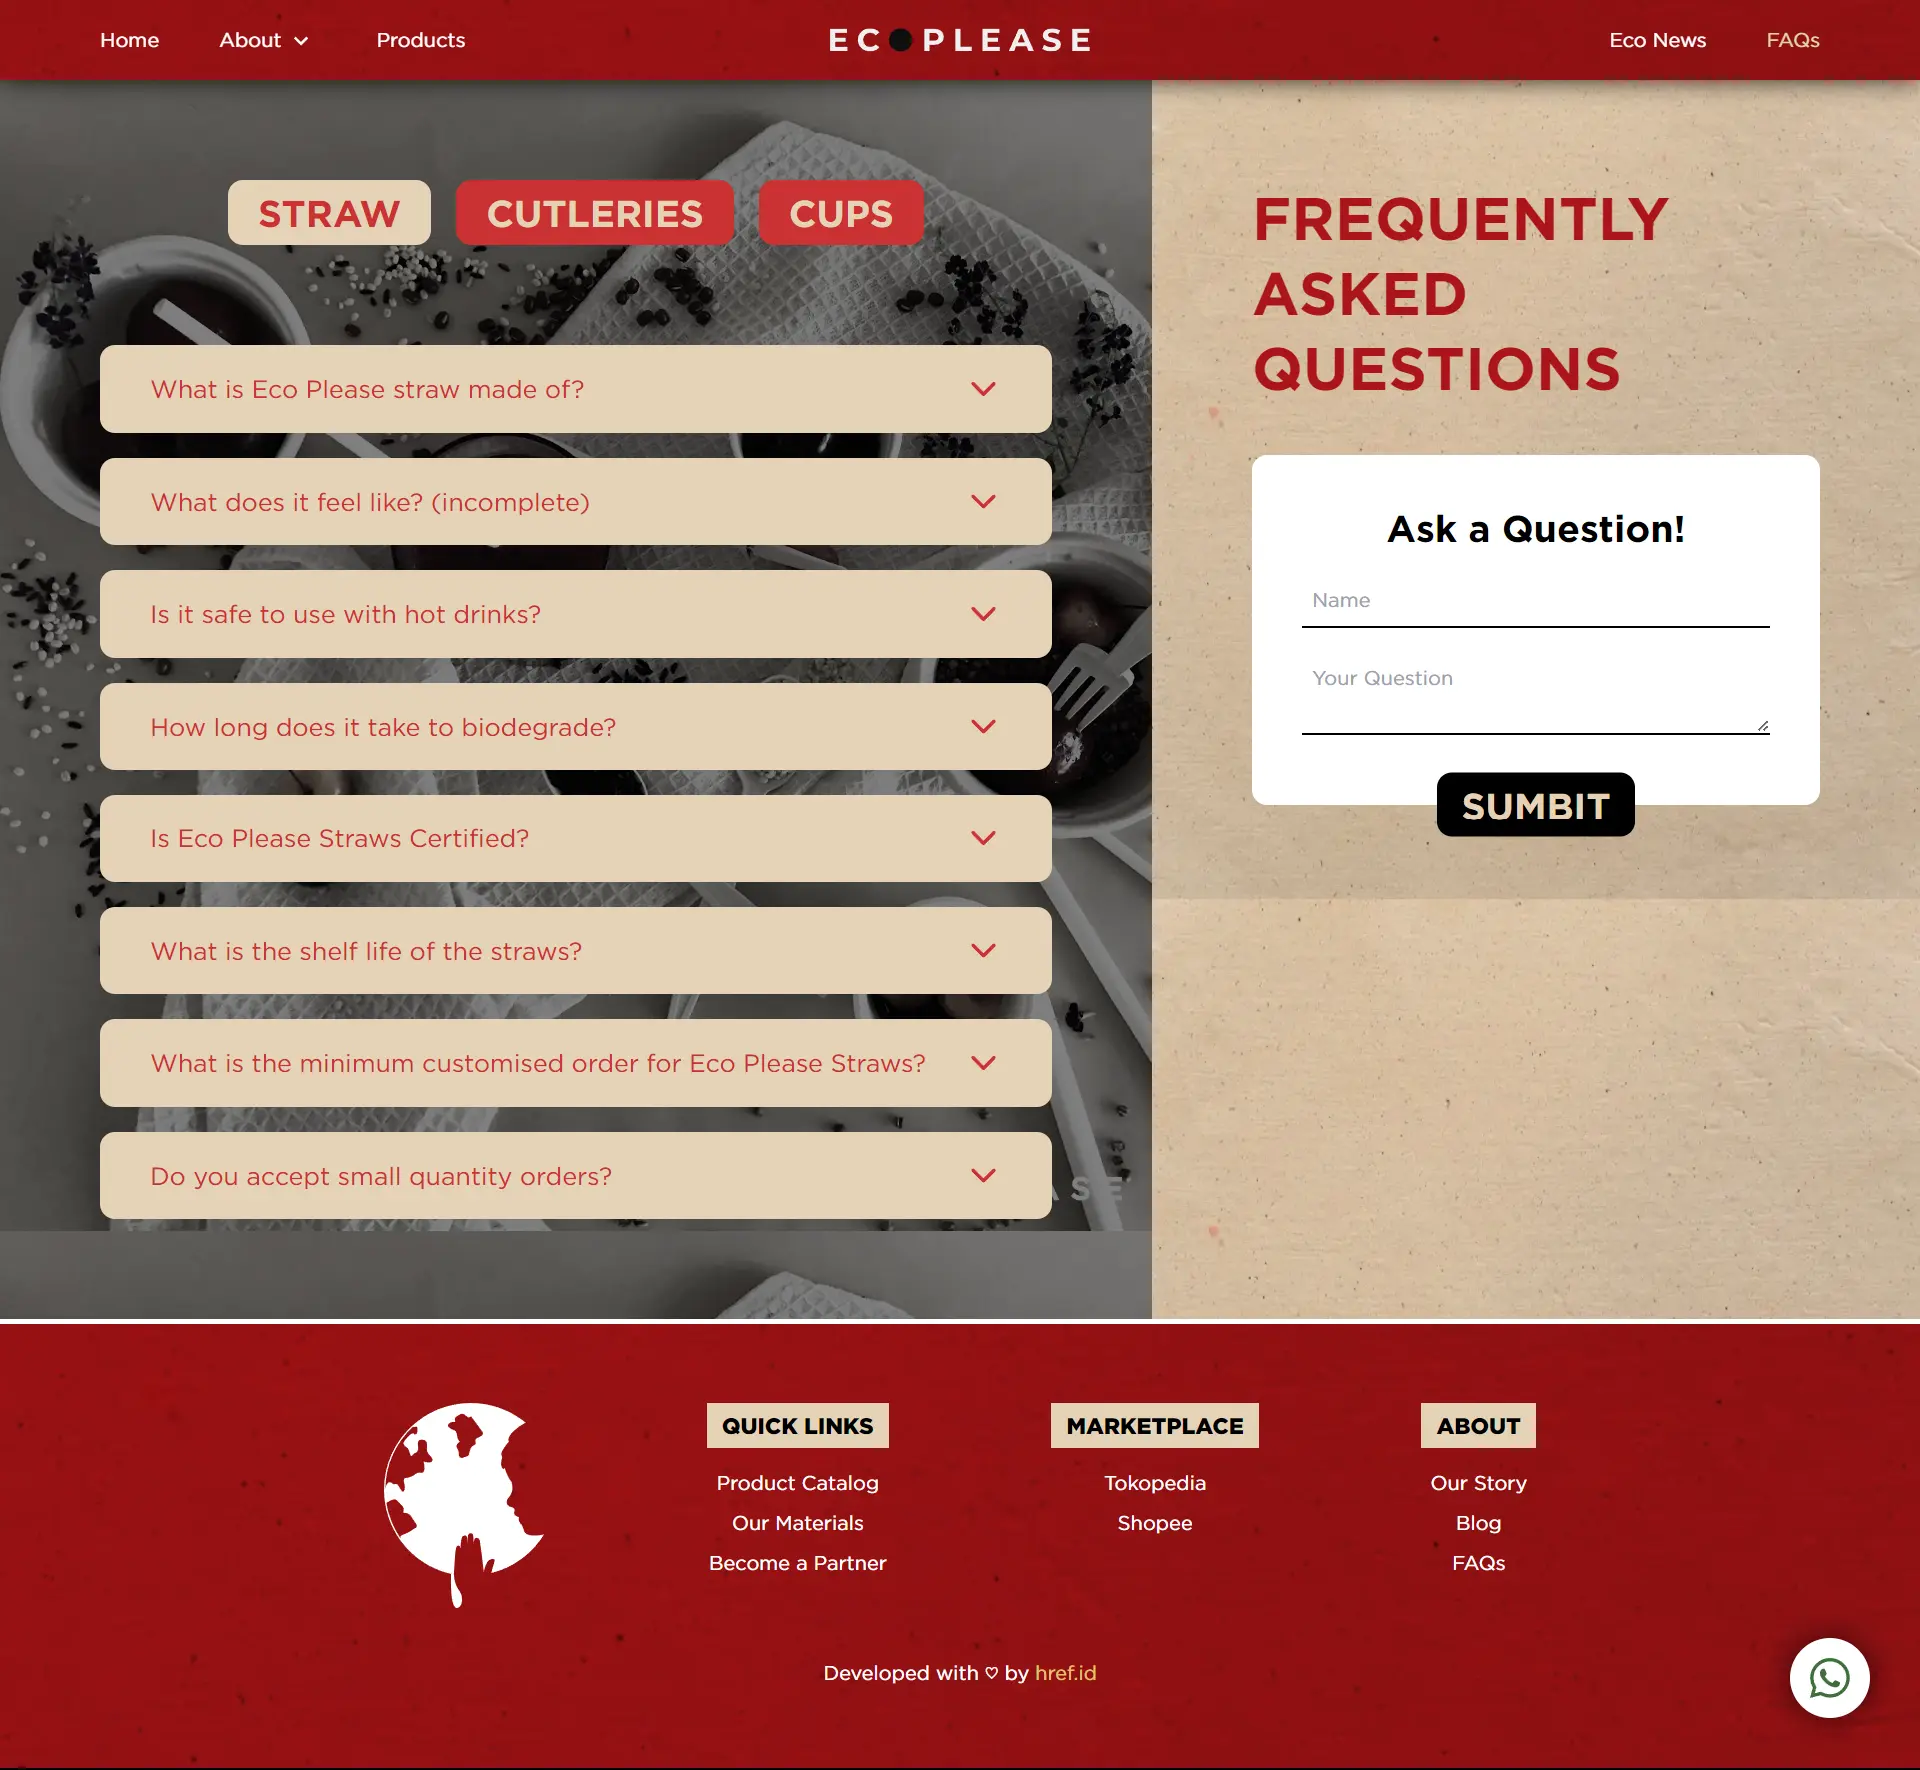 Home
About
Products
ECOPLEASE
Eco News
FAQs
STRAW
CUTLERIES
CUPS
What is Eco Please straw made of?
What does it feel like? (incomplete)
Is it safe to use with hot drinks?
How long does it take to biodegrade?
Is Eco Please Straws Certified?
What is the shelf life of the straws?
What is the minimum customised order for Eco Please Straws?
Do you accept small quantity orders?
ASE
FREQUENTLY
ASKED
QUESTIONS
Ask a Question!
Name
Your Question
SUMBIT
QUICK LINKS
Product Catalog
Our Materials
Become a Partner
MARKETPLACE
Tokopedia
Shopee
ABOUT
Our Story
Blog
FAQs
Developed with ♡ by href.id